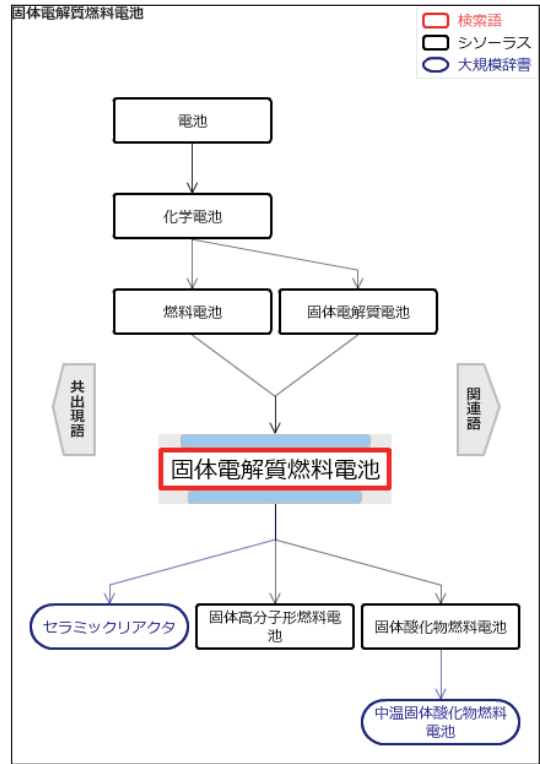 固体電解質燃料電池
検索語
シソーラス
大規模辞書
電池
化学電池
燃料電池
固体電解質電池
共出現語
関連語
固体電解質燃料電池
セラミックリアクタ
固体高分子形燃料電
池
固体酸化物燃料電池
中温固体酸化物燃料
電池